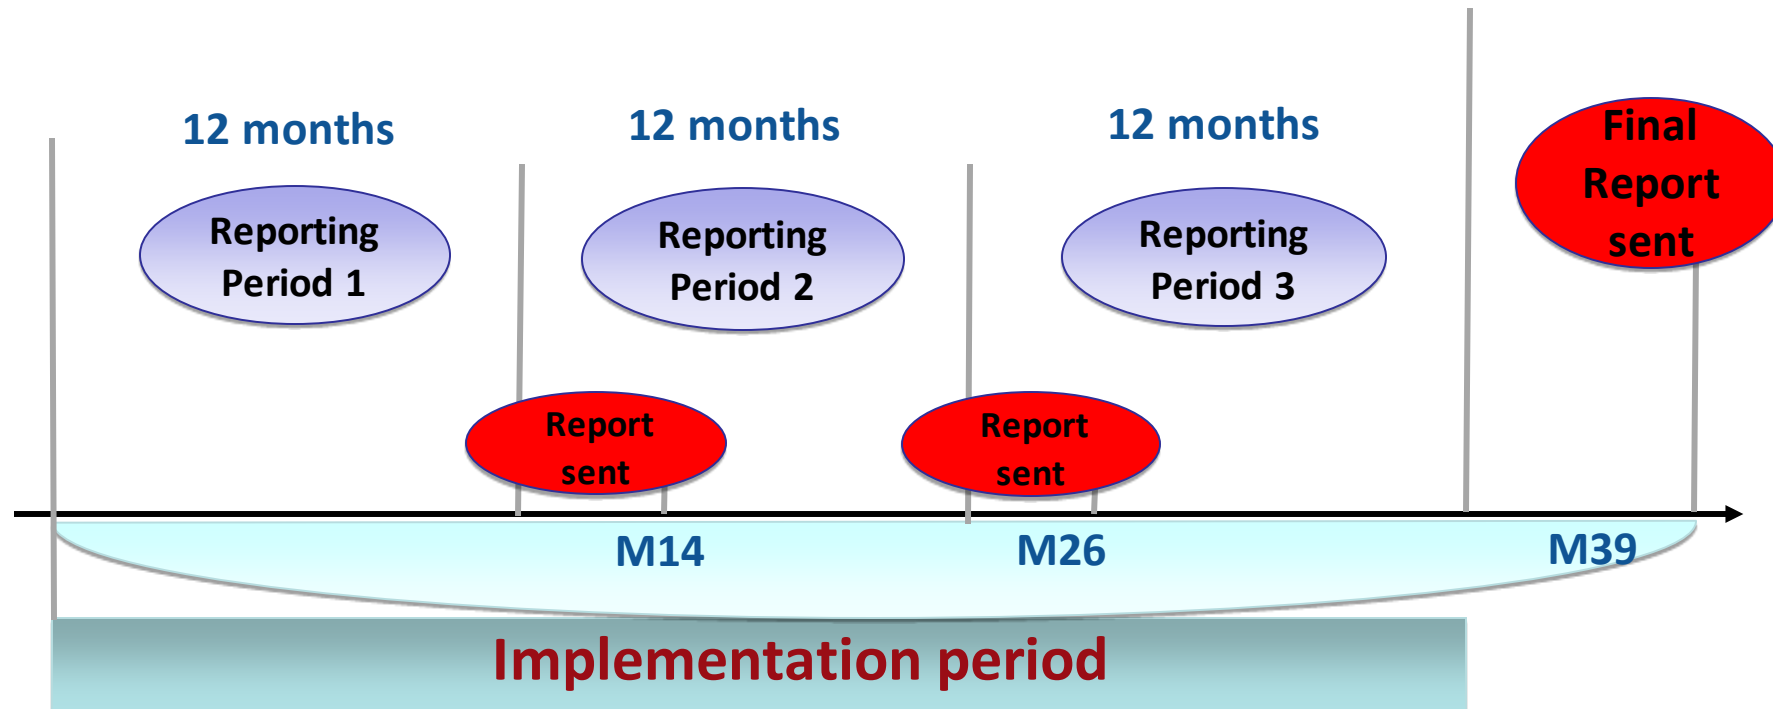 12 months
12 months
12 months
Final
Report
sent
Reporting
Period 1
Reporting
Period 2
Reporting
Period 3
Report
sent
Report
sent
M14
M26
M39
Implementation period